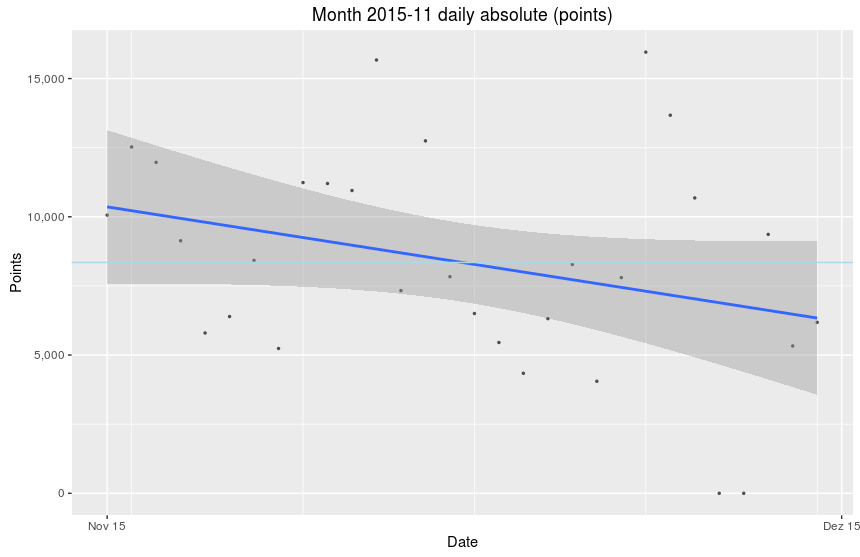 Month 2015-11 daily absolute (points)
Points
15,000
10,000
5,000
0
Nov 15
Dez 15
Date